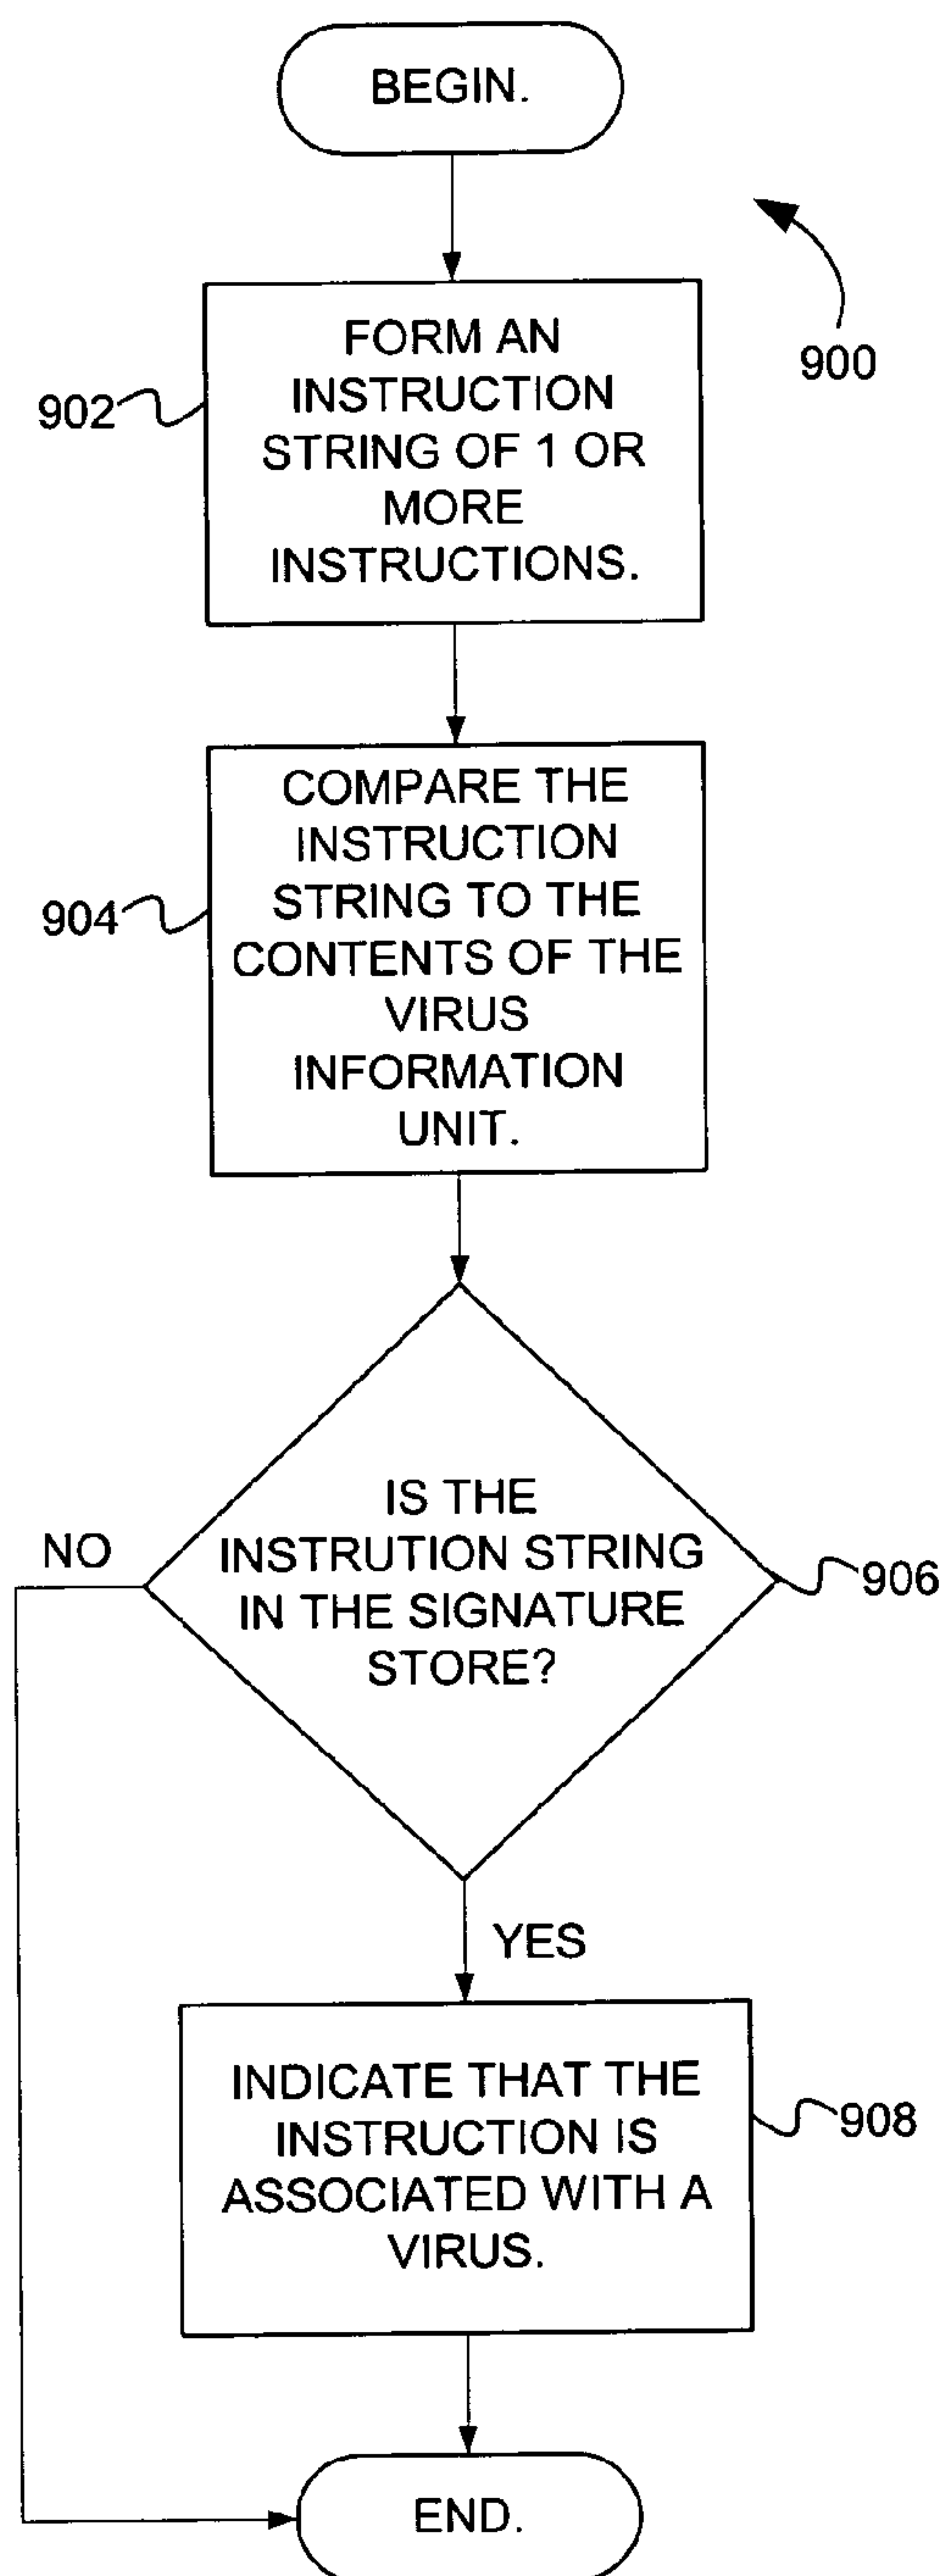 BEGIN.
900
902
FORM AN
INSTRUCTION
STRING OF 1 OR
MORE
INSTRUCTIONS.
904
COMPARE THE
INSTRUCTION
STRING TO THE
CONTENTS OF THE
VIRUS
INFORMATION
UNIT.
NO
IS THE
INSTRUTION STRING
IN THE SIGNATURE
STORE?
906
YES
INDICATE THAT THE
INSTRUCTION IS
ASSOCIATED WITH A
VIRUS.
908
END.